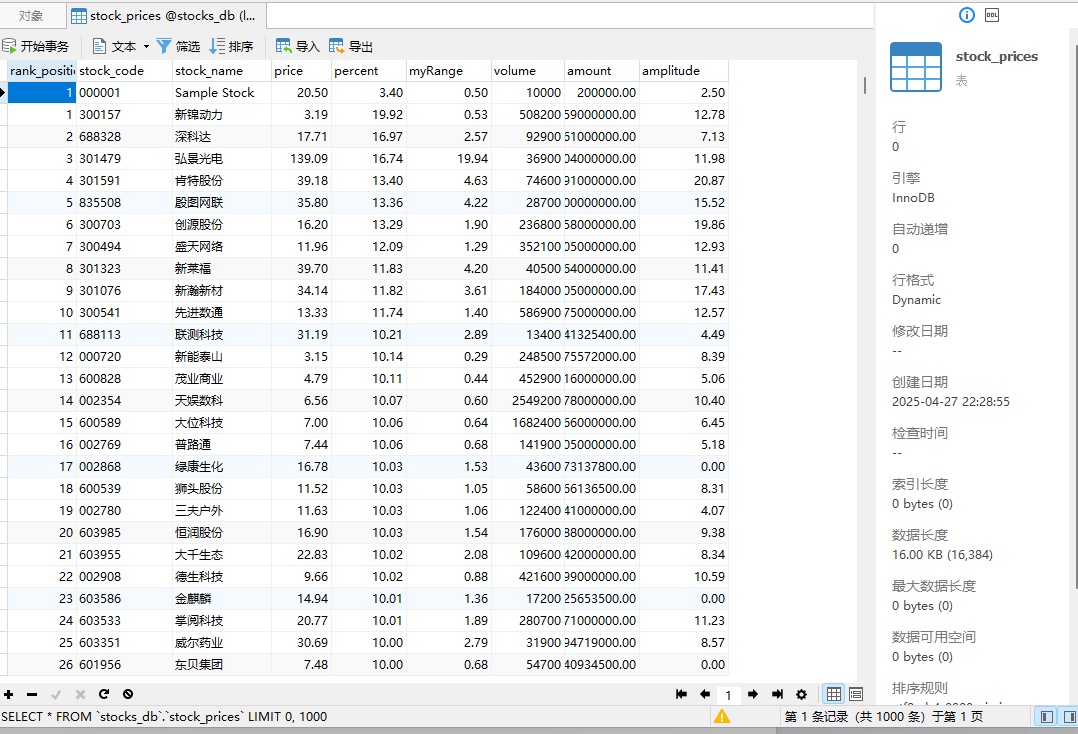 对象 stock_prices @stocks_db (l...
开始事务 文本 筛选 排序 导入 导出
rank_positi stock_code stock_name price percent myRange volume amount amplitude
1 000001 Sample Stock 20.50 3.40 0.50 10000 200000.00 2.50
1 300157 新锦动力 3.19 19.92 0.53 508200 59000000.00 12.78
2 688328 深科达 17.71 16.97 2.57 92900 61000000.00 7.13
3 301479 弘景光电 139.09 16.74 19.94 36900 04000000.00 11.98
4 301591 肯特股份 39.18 13.40 4.63 74600 91000000.00 20.87
5 835508 殷图网联 35.80 13.36 4.22 28700 00000000.00 15.52
6 300703 创源股份 16.20 13.29 1.90 236800 58000000.00 19.86
7 300494 盛天网络 11.96 12.09 1.29 352100 05000000.00 12.93
8 301323 新莱福 39.70 11.83 4.20 40500 64000000.00 11.41
9 301076 新瀚新材 34.14 11.82 3.61 184000 05000000.00 17.43
10 300541 先进数通 13.33 11.74 1.40 586900 75000000.00 12.57
11 688113 联测科技 31.19 10.21 2.89 13400 41325400.00 4.49
12 000720 新能泰山 3.15 10.14 0.29 248500 75572000.00 8.39
13 600828 茂业商业 4.79 10.11 0.44 452900 16000000.00 5.06
14 002354 天娱数科 6.56 10.07 0.60 2549200 78000000.00 10.40
15 600589 大位科技 7.00 10.06 0.64 1682400 66000000.00 6.45
16 002769 普路通 7.44 10.06 0.68 141900 05000000.00 5.18
17 002868 绿康生化 16.78 10.03 1.53 43600 73137800.00 0.00
18 600539 狮头股份 11.52 10.03 1.05 58600 66136500.00 8.31
19 002780 三夫户外 11.63 10.03 1.06 122400 41000000.00 4.07
20 603985 恒润股份 16.90 10.03 1.54 176000 88000000.00 9.38
21 603955 大千生态 22.83 10.02 2.08 109600 42000000.00 8.34
22 002908 德生科技 9.66 10.02 0.88 421600 99000000.00 10.59
23 603586 金麒麟 14.94 10.01 1.36 17200 25653500.00 0.00
24 603533 掌阅科技 20.77 10.01 1.89 280700 71000000.00 11.23
25 603351 威尔药业 30.69 10.00 2.79 31900 94719000.00 8.57
26 601956 东贝集团 7.48 10.00 0.68 54700 40934500.00 0.00
1
SELECT * FROM `stocks_db`.`stock_prices` LIMIT 0, 1000
第 1 条记录 (共 1000 条) 于第 1 页
DDL
stock_prices
表
行
0
引擎
InnoDB
自动递增
0
行格式
Dynamic
修改日期
--
创建日期
2025-04-27 22:28:55
检查时间
--
索引长度
0 bytes (0)
数据长度
16.00 KB (16,384)
最大数据长度
0 bytes (0)
数据可用空间
0 bytes (0)
排序规则